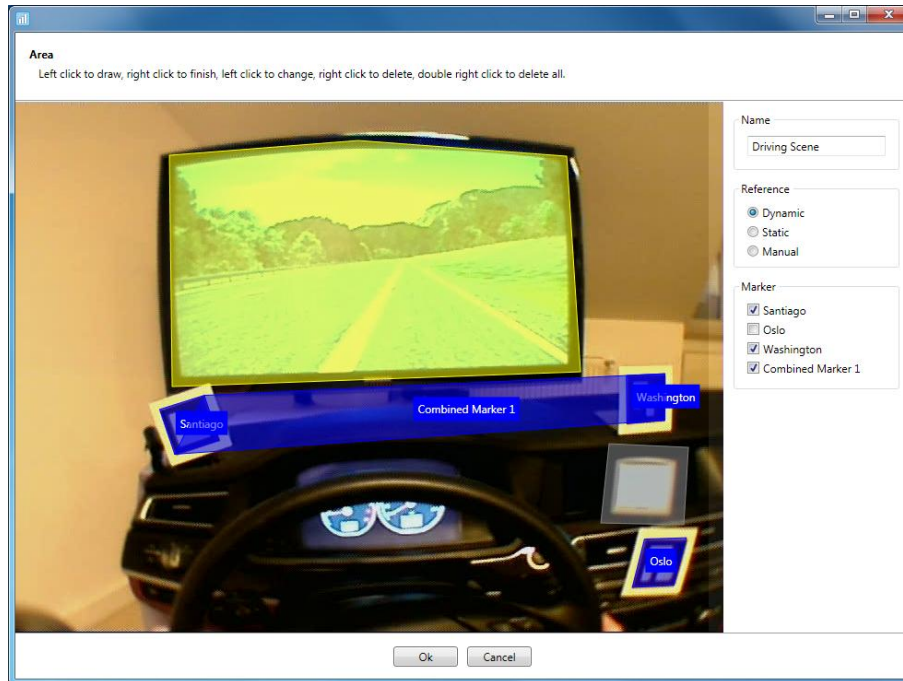 Area
Left click to draw, right click to finish, left click to change, right click to delete, double right click to delete all.
Name
Driving Scene
Reference
Dynamic
Static
Manual
Marker
Santiago
Oslo
Washington
Combined Marker 1
Santiago
Combined Marker 1
Washington
Oslo
Ok
Cancel